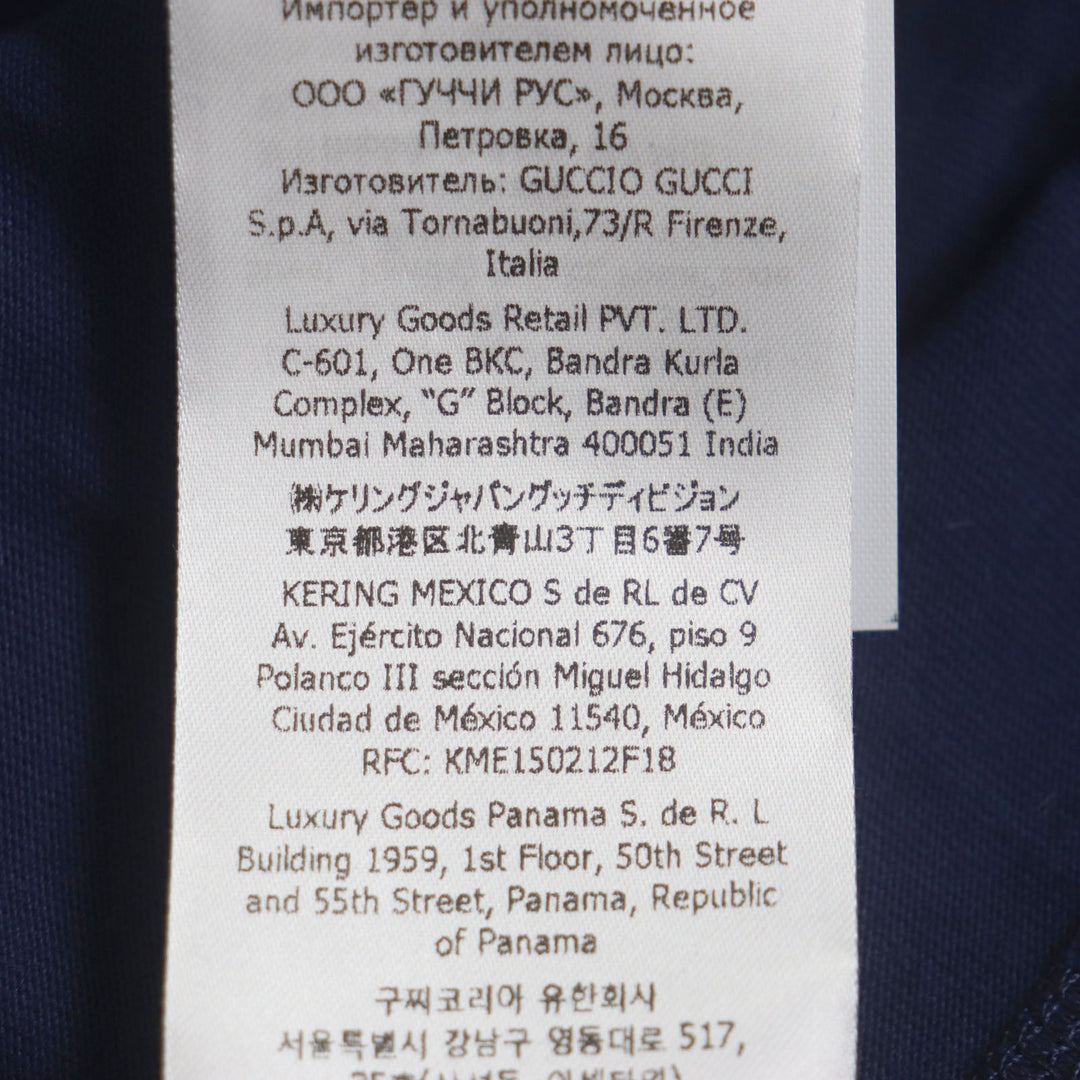 Импортер и уполномоченное
изготовителем лицо:
ООО «ГУЧЧИ РУС», Москва,
Петровка, 16
Изготовитель: GUCCIO GUCCI
S.p.A, via Tornabuoni,73/R Firenze,
Italia
Luxury Goods Retail PVT. LTD.
C-601, One BKC, Bandra Kurla
Complex, “G” Block, Bandra (E)
Mumbai Maharashtra 400051 India
㈱ケリングジャパングッチディビジョン
東京都港区北青山3丁目6番7号
KERING MEXICO S de RL de CV
Av. Ejército Nacional 676, piso 9
Polanco III sección Miguel Hidalgo
Ciudad de México 11540, México
RFC: KME150212F18
Luxury Goods Panama S. de R. L
Building 1959, 1st Floor, 50th Street
and 55th Street, Panama, Republic
of Panama
구찌코리아 유한회사
서울특별시 강남구 영동대로 517,